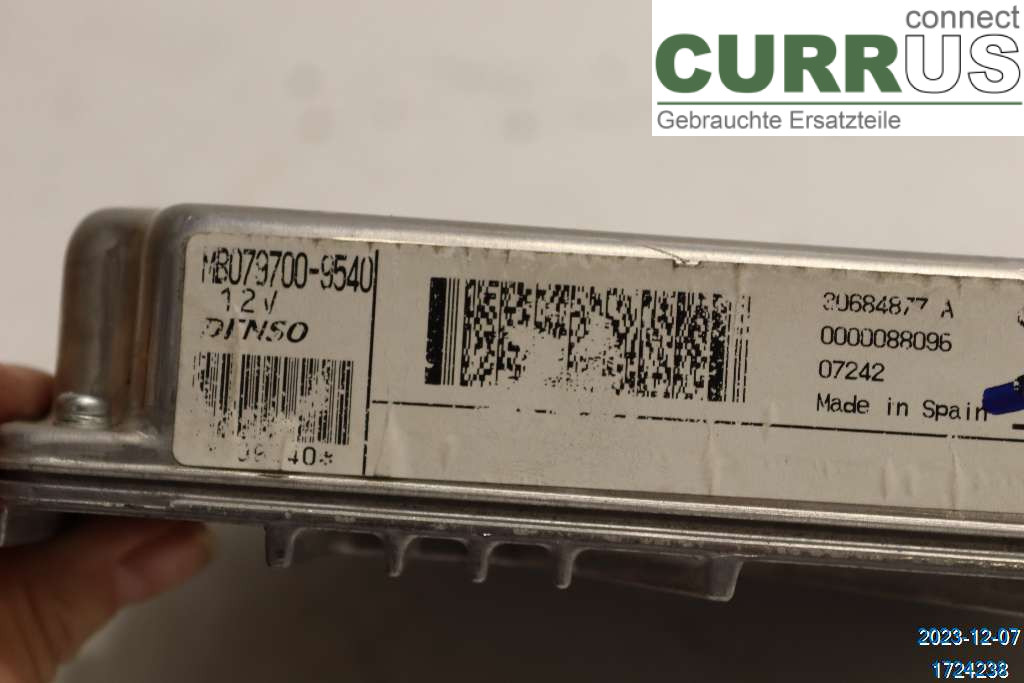 connect
CURRUS
Gebrauchte Ersatzteile
MB079700-9540
12V
DENSO
30684877 A
0000088096
07242
Made in Spain
2023-12-07
1724238